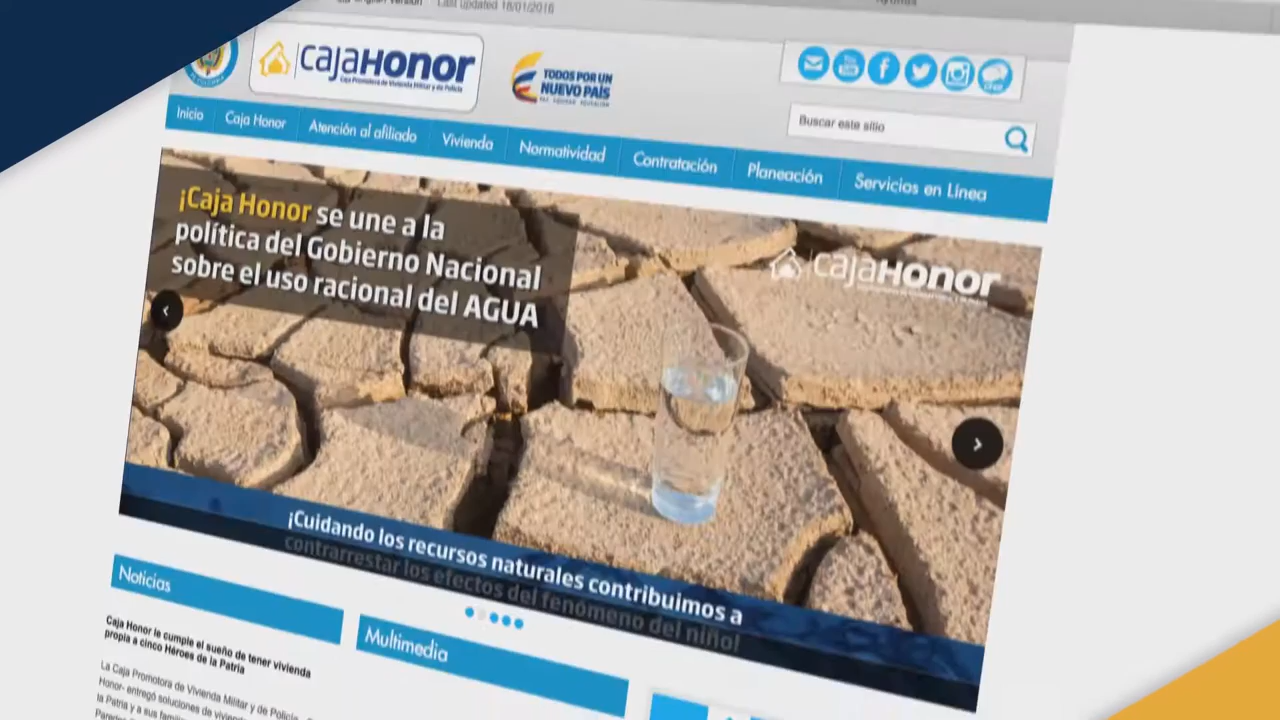 Last updated 18/01/2016
CajaHonor
Caja Promotora de Vivienda Militar y de Policía
TODOS POR UN
NUEVO PAÍS
PAZ EQUIDAD EDUCACIÓN
Buscar este sitio
Inicio
Caja Honor
Atención al afiliado
Vivienda
Normatividad
Contratación
Planeación
Servicios en Línea
¡Caja Honor se une a la
política del Gobierno Nacional
sobre el uso racional del AGUA
CajaHonor
¡Cuidando los recursos naturales contribuimos a
contrarrestar los efectos del fenómeno del niño!
Noticias
Multimedia
Caja Honor le cumple el sueño de tener vivienda
propia a cinco Héroes de la Patria
La Caja Promotora de Vivienda Militar y de Policía
Honor- entregó soluciones de
la Patria y a sus